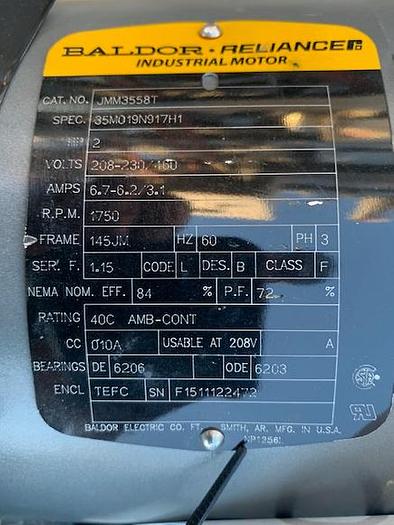 BALDOR • RELIANCER
INDUSTRIAL MOTOR
CAT. NO. JMM3558T
SPEC. 35M019N917H1
HP 2
VOLTS 208-230/460
AMPS 6.7-6.2/3.1
R.P.M. 1750
FRAME 145JM HZ 60 PH 3
SER. F. 1.15 CODE L DES. B CLASS F
NEMA NOM. EFF. 84 % P.F. 72 %
RATING 40C AMB-CONT
CC 010A USABLE AT 208V A
BEARINGS DE 6206 ODE 6203
ENCL TEFC SN F1511122472
BALDOR ELECTRIC CO. FT. SMITH, AR. MFG. IN U.S.A.
NP1256L